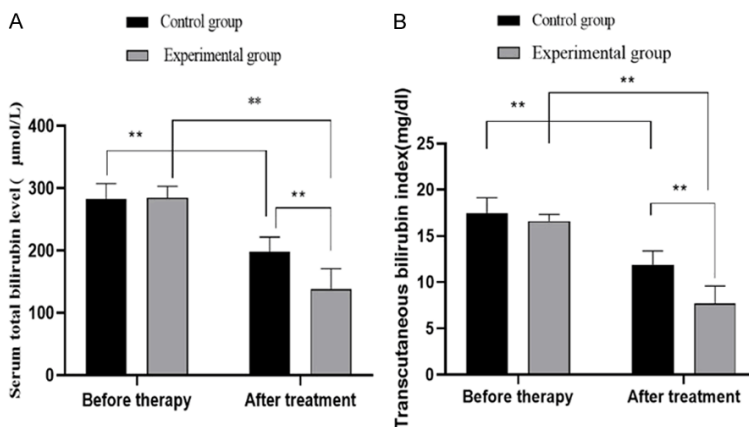 A
Control group
Experimental group
Serum total bilirubin level ( μmol/L)
400
300
200
100
0
**
**
**
Before therapy
After treatment
B
Control group
Experimental group
Transcutaneous bilirubin index(mg/dl)
25
20
15
10
5
0
**
**
**
Before therapy
After treatment